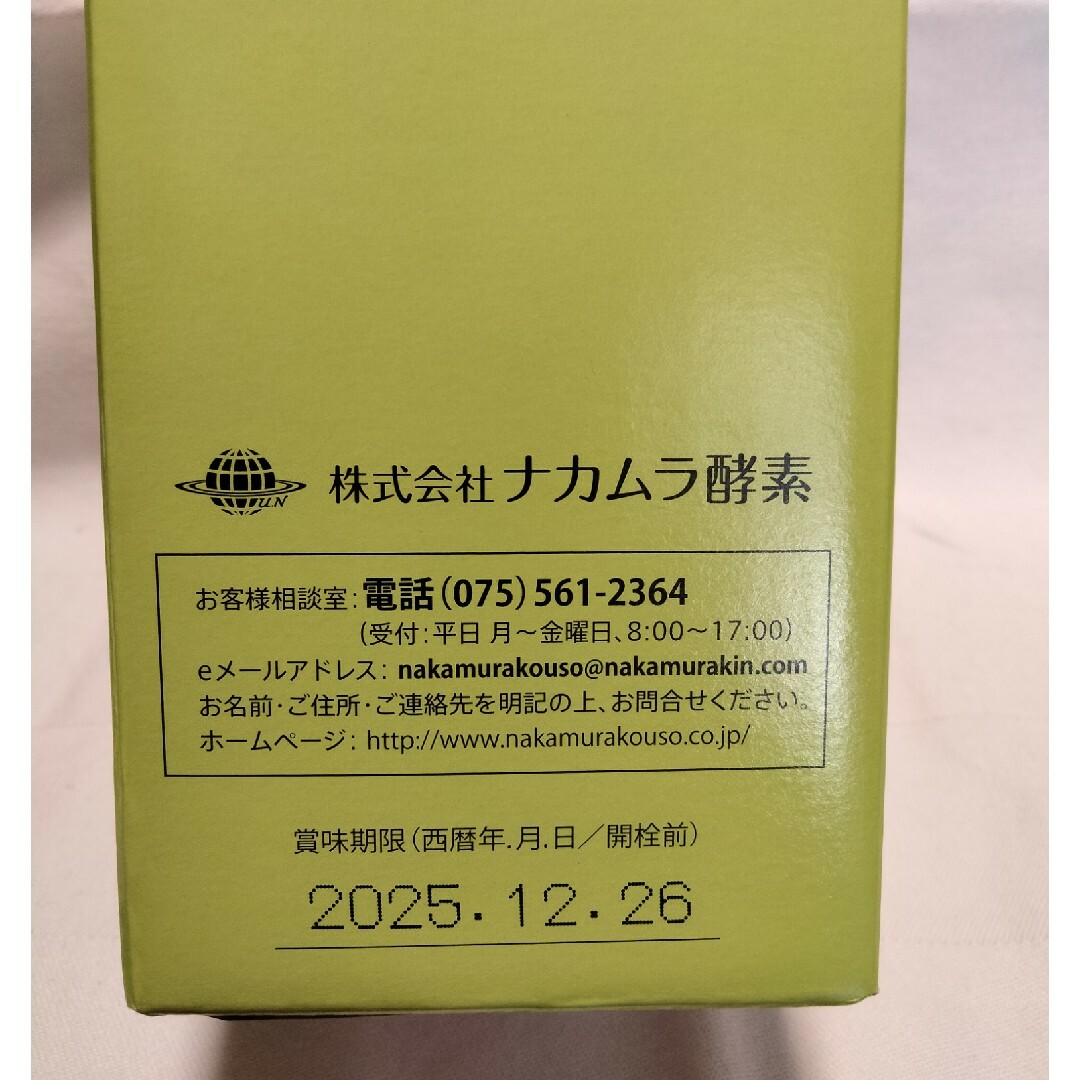 U.N
株式会社ナカムラ酵素
お客様相談室:電話(075)561-2364
(受付:平日 月〜金曜日、8:00〜17:00)
eメールアドレス: nakamurakouso@nakamurakin.com
お名前・ご住所・ご連絡先を明記の上、お問合せください。
ホームページ: http://www.nakamurakouso.co.jp/
賞味期限(西暦年.月.日/開栓前)
2025.12.26